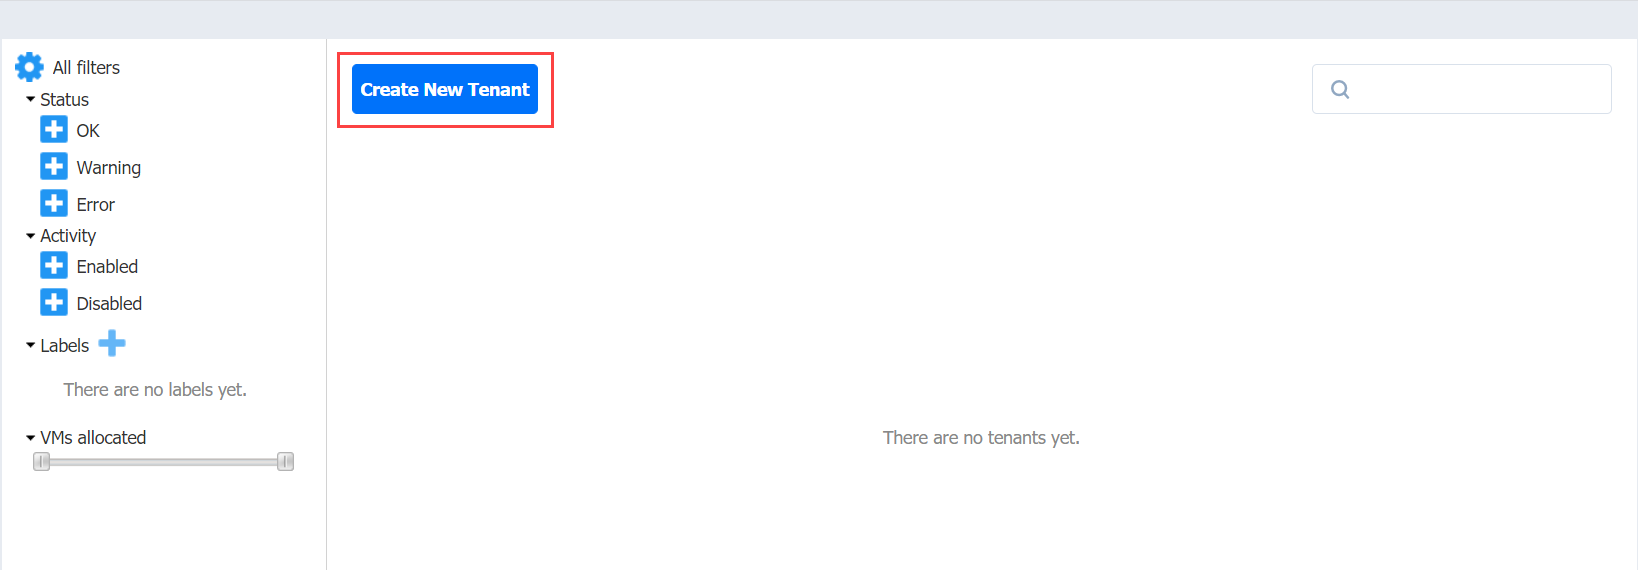 All filters
Status
OK
Warning
Error
Activity
Enabled
Disabled
Labels
There are no labels yet.
VMs allocated
Create New Tenant
There are no tenants yet.